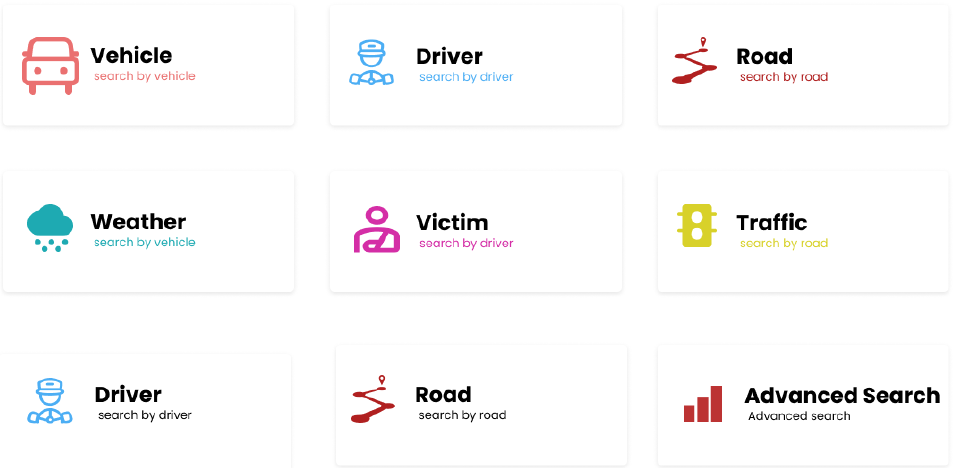 Vehicle
search by vehicle
Driver
search by driver
Road
search by road
Weather
search by vehicle
Victim
search by driver
Traffic
search by road
Driver
search by driver
Road
search by road
Advanced Search
Advanced search